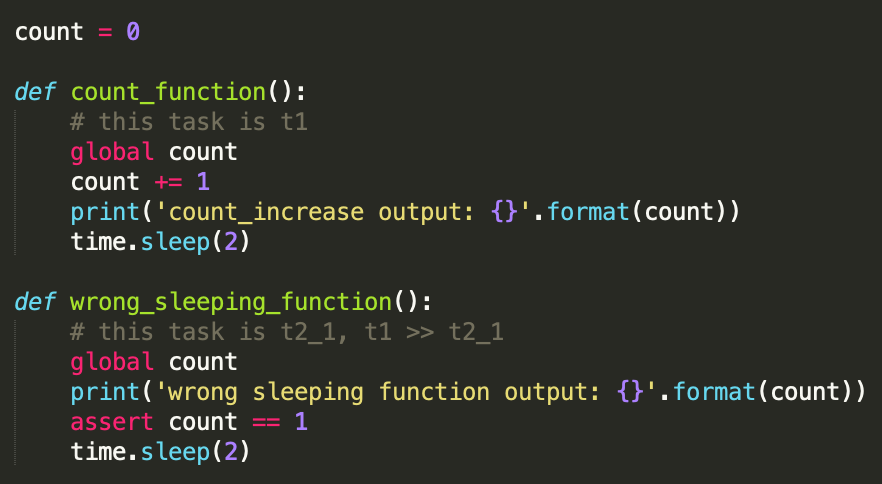 count = 0
def count_function():
    # this task is t1
    global count
    count += 1
    print('count_increase output: {}'.format(count))
    time.sleep(2)
def wrong_sleeping_function():
    # this task is t2_1, t1 >> t2_1
    global count
    print('wrong sleeping function output: {}'.format(count))
    assert count == 1
    time.sleep(2)